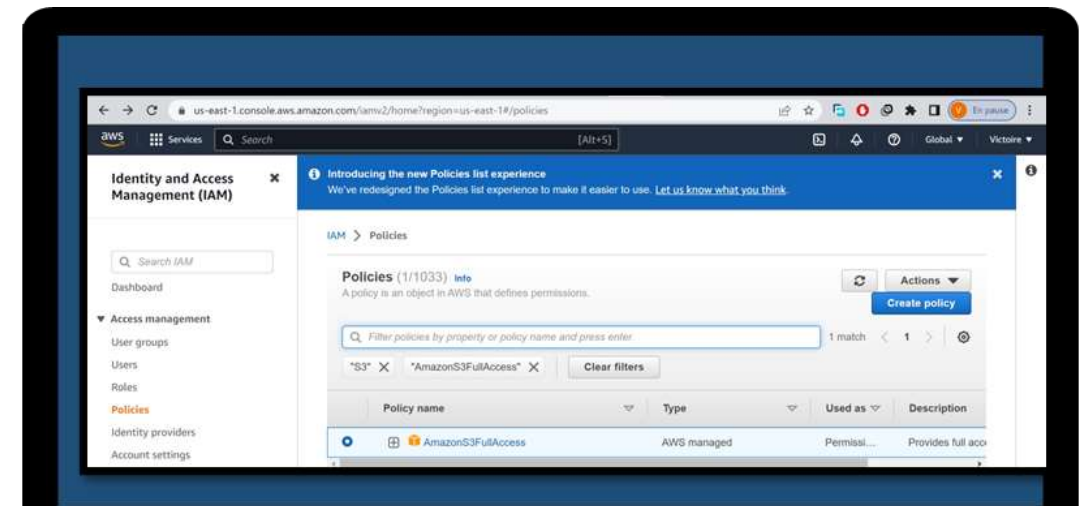 us-east-1.console.aws.amazon.com/iamv2/home?region=us-east-1#/policies
En pause
aws
Services
Search
[Alt+S]
Global
Victoire
Identity and Access Management (IAM)
Search IAM
Dashboard
Access management
User groups
Users
Roles
Policies
Identity providers
Account settings
Introducing the new Policies list experience
We've redesigned the Policies list experience to make it easier to use. Let us know what you think.
IAM > Policies
Policies (1/1033) Info
A policy is an object in AWS that defines permissions.
Actions
Create policy
Filter policies by property or policy name and press enter.
1 match
1
"S3"
"AmazonS3FullAccess"
Clear filters
Policy name
Type
Used as
Description
AmazonS3FullAccess
AWS managed
Permissi...
Provides full acce